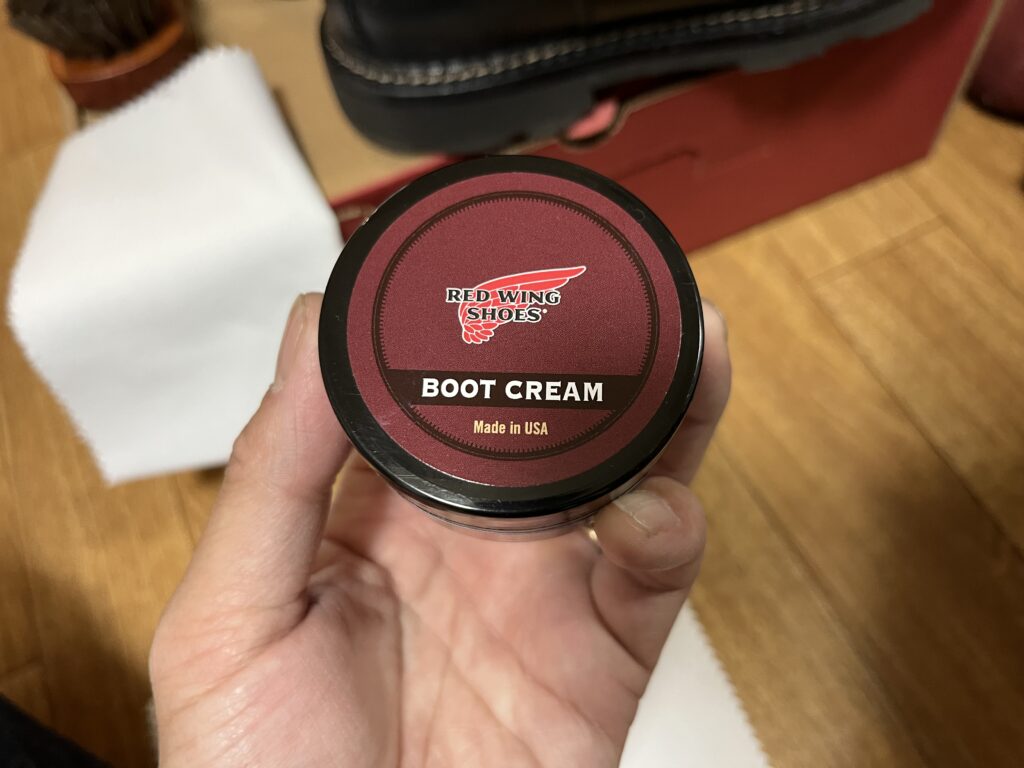 RED WING
SHOES®
BOOT CREAM
Made in USA